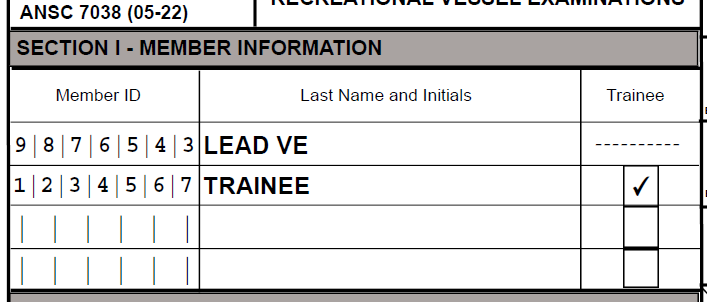 ANSC 7038 (05-22)
RECREATIONAL VESSEL EXAMINATIONS
SECTION I - MEMBER INFORMATION
Member ID Last Name and Initials Trainee
9|8|7|6|5|4|3 LEAD VE ----------
1|2|3|4|5|6|7 TRAINEE ✓